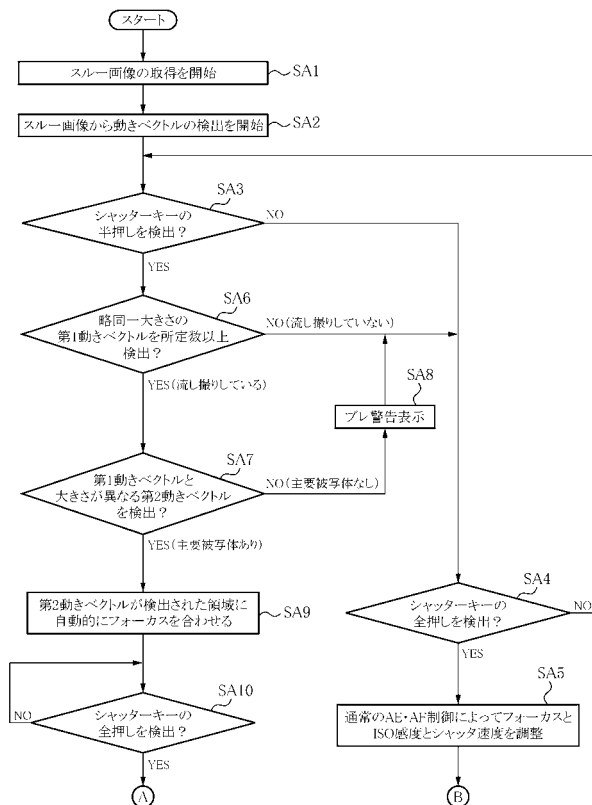 スタート
スルー画像の取得を開始
SA1
スルー画像から動きベクトルの検出を開始
SA2
SA3
シャッターキーの
半押しを検出?
NO
YES
SA6
略同一大きさの
第1動きベクトルを所定数以上
検出?
NO(流し撮りしていない)
YES(流し撮りしている)
SA8
ブレ警告表示
SA7
第1動きベクトルと
大きさが異なる第2動きベクトル
を検出?
NO(主要被写体なし)
YES(主要被写体あり)
第2動きベクトルが検出された領域に
自動的にフォーカスを合わせる
SA9
SA4
シャッターキーの
全押しを検出?
NO
YES
SA10
シャッターキーの
全押しを検出?
NO
YES
SA5
通常のAE・AF制御によってフォーカスと
ISO感度とシャッタ速度を調整
A
B